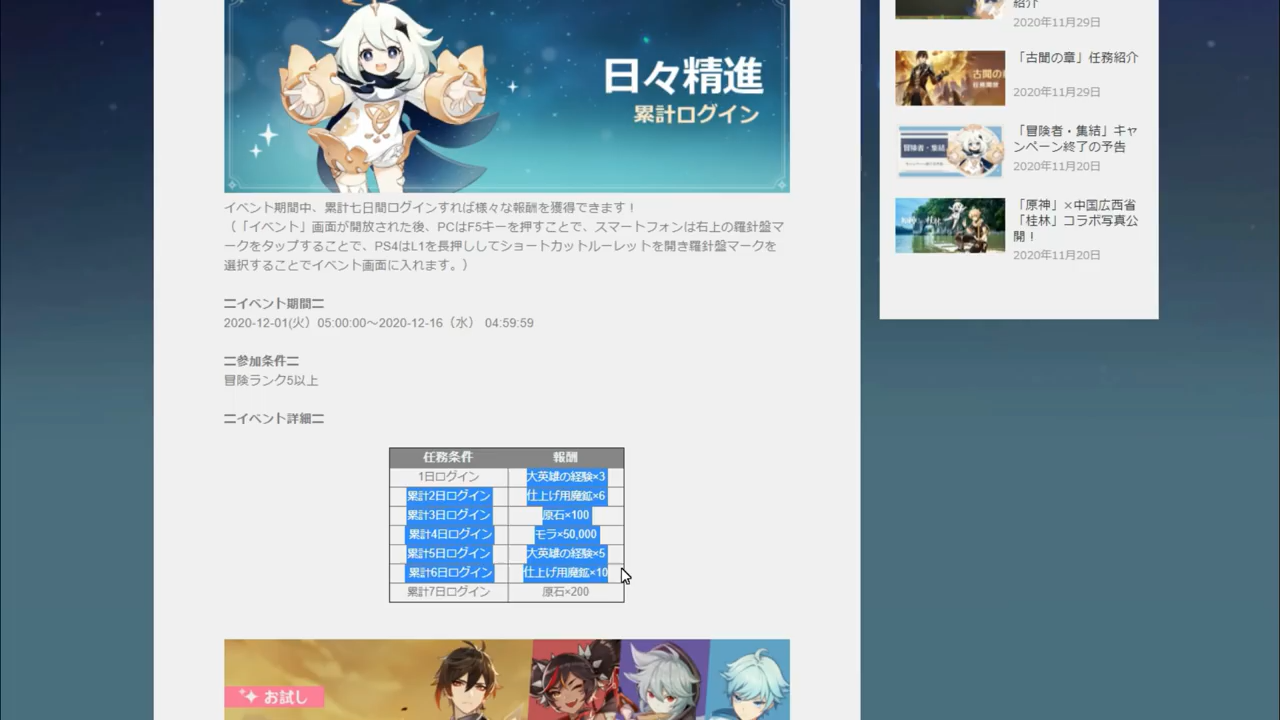 日々精進
累計ログイン
イベント期間中、累計七日間ログインすれば様々な報酬を獲得できます！
（「イベント」画面が開放された後、PCはF5キーを押すことで、スマートフォンは右上の羅針盤マ
ークをタップすることで、PS4はL1を長押ししてショートカットルーレットを開き羅針盤マークを
選択することでイベント画面に入れます。）
二イベント期間二
2020-12-01(火）05:00:00～2020-12-16（水） 04:59:59
二参加条件二
冒険ランク5以上
二イベント詳細二
任務条件 報酬
1日ログイン 大英雄の経験×3
累計2日ログイン 仕上げ用魔鉱×6
累計3日ログイン 原石×100
累計4日ログイン モラ×50,000
累計5日ログイン 大英雄の経験×5
累計6日ログイン 仕上げ用魔鉱×10
累計7日ログイン 原石×200
お試し
紹介
2020年11月29日
「古聞の章」任務紹介
2020年11月29日
冒険者・集結
「冒険者・集結」キャ
ンペーン終了の予告
2020年11月20日
「原神」×中国広西省
「桂林」コラボ写真公
開！
2020年11月20日